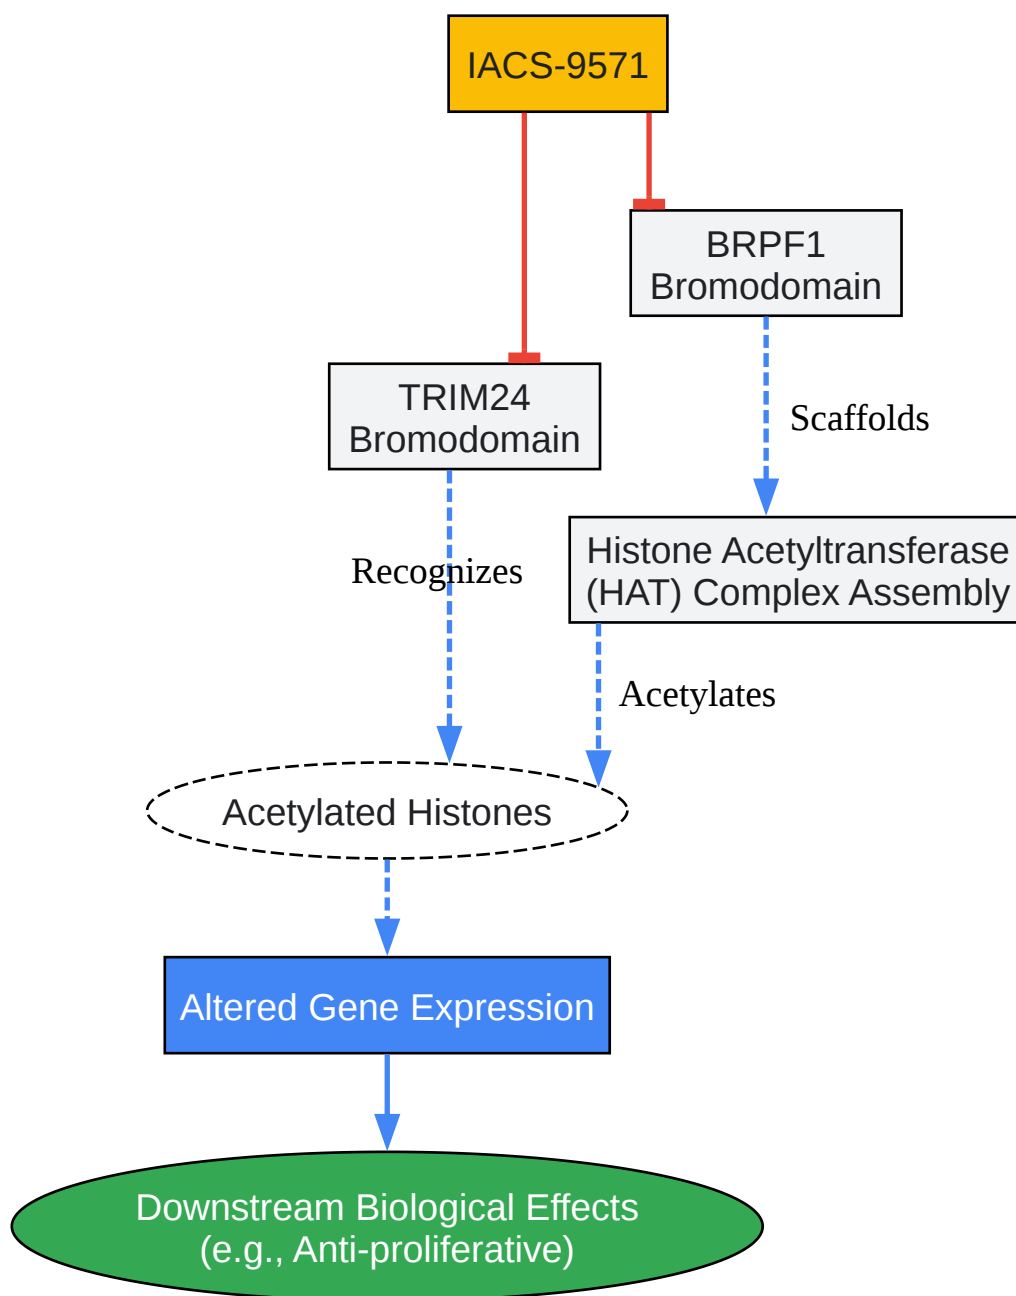 IACS-9571
BRPF1
Bromodomain
TRIM24
Bromodomain
Scaffolds
Recognizes
Histone Acetyltransferase
(HAT) Complex Assembly
Acetylates
Acetylated Histones
Altered Gene Expression
Downstream Biological Effects
(e.g., Anti-proliferative)